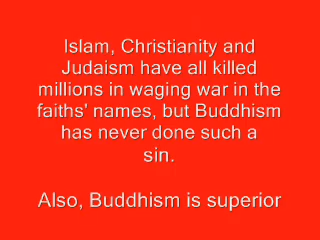 Islam, Christianity and
Judaism have all killed
millions in waging war in the
faiths' names, but Buddhism
has never done such a
sin.
Also, Buddhism is superior